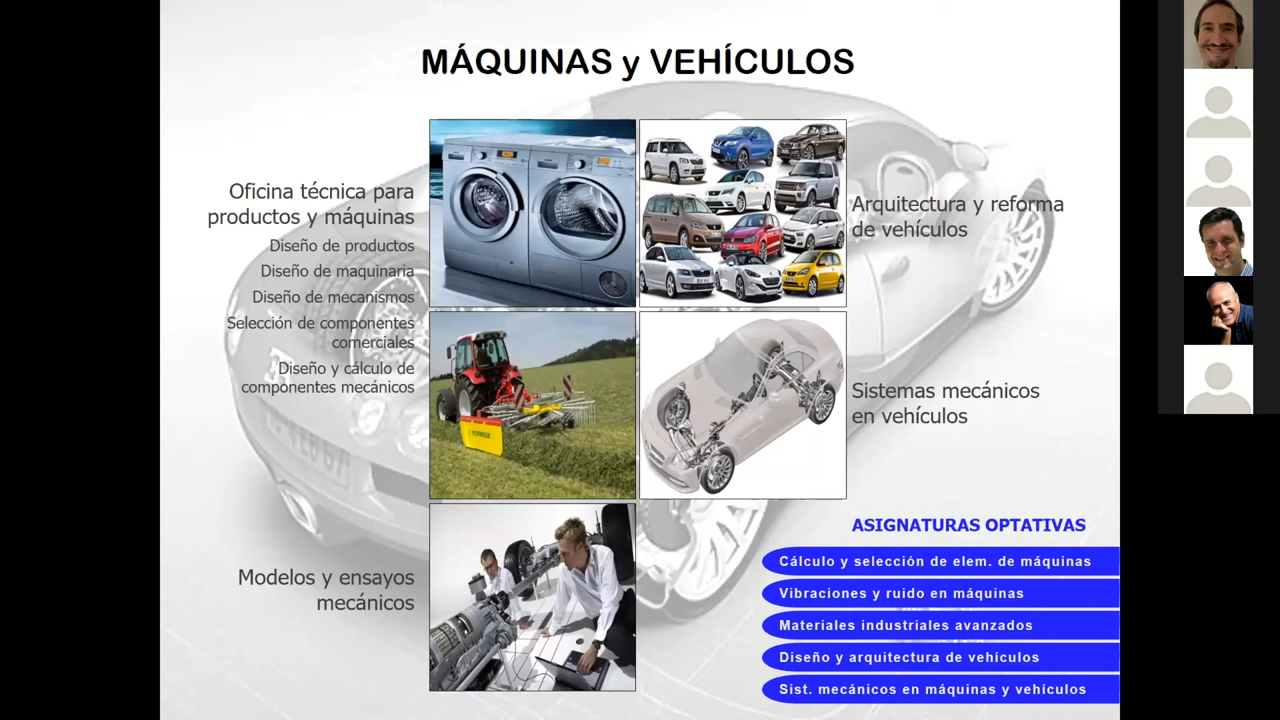 MÁQUINAS y VEHÍCULOS
Oficina técnica para
productos y máquinas
Diseño de productos
Diseño de maquinaria
Diseño de mecanismos
Selección de componentes
comerciales
Diseño y cálculo de
componentes mecánicos
Arquitectura y reforma
de vehículos
Sistemas mecánicos
en vehículos
Modelos y ensayos
mecánicos
ASIGNATURAS OPTATIVAS
Cálculo y selección de elem. de máquinas
Vibraciones y ruido en máquinas
Materiales industriales avanzados
Diseño y arquitectura de vehículos
Sist. mecánicos en máquinas y vehículos